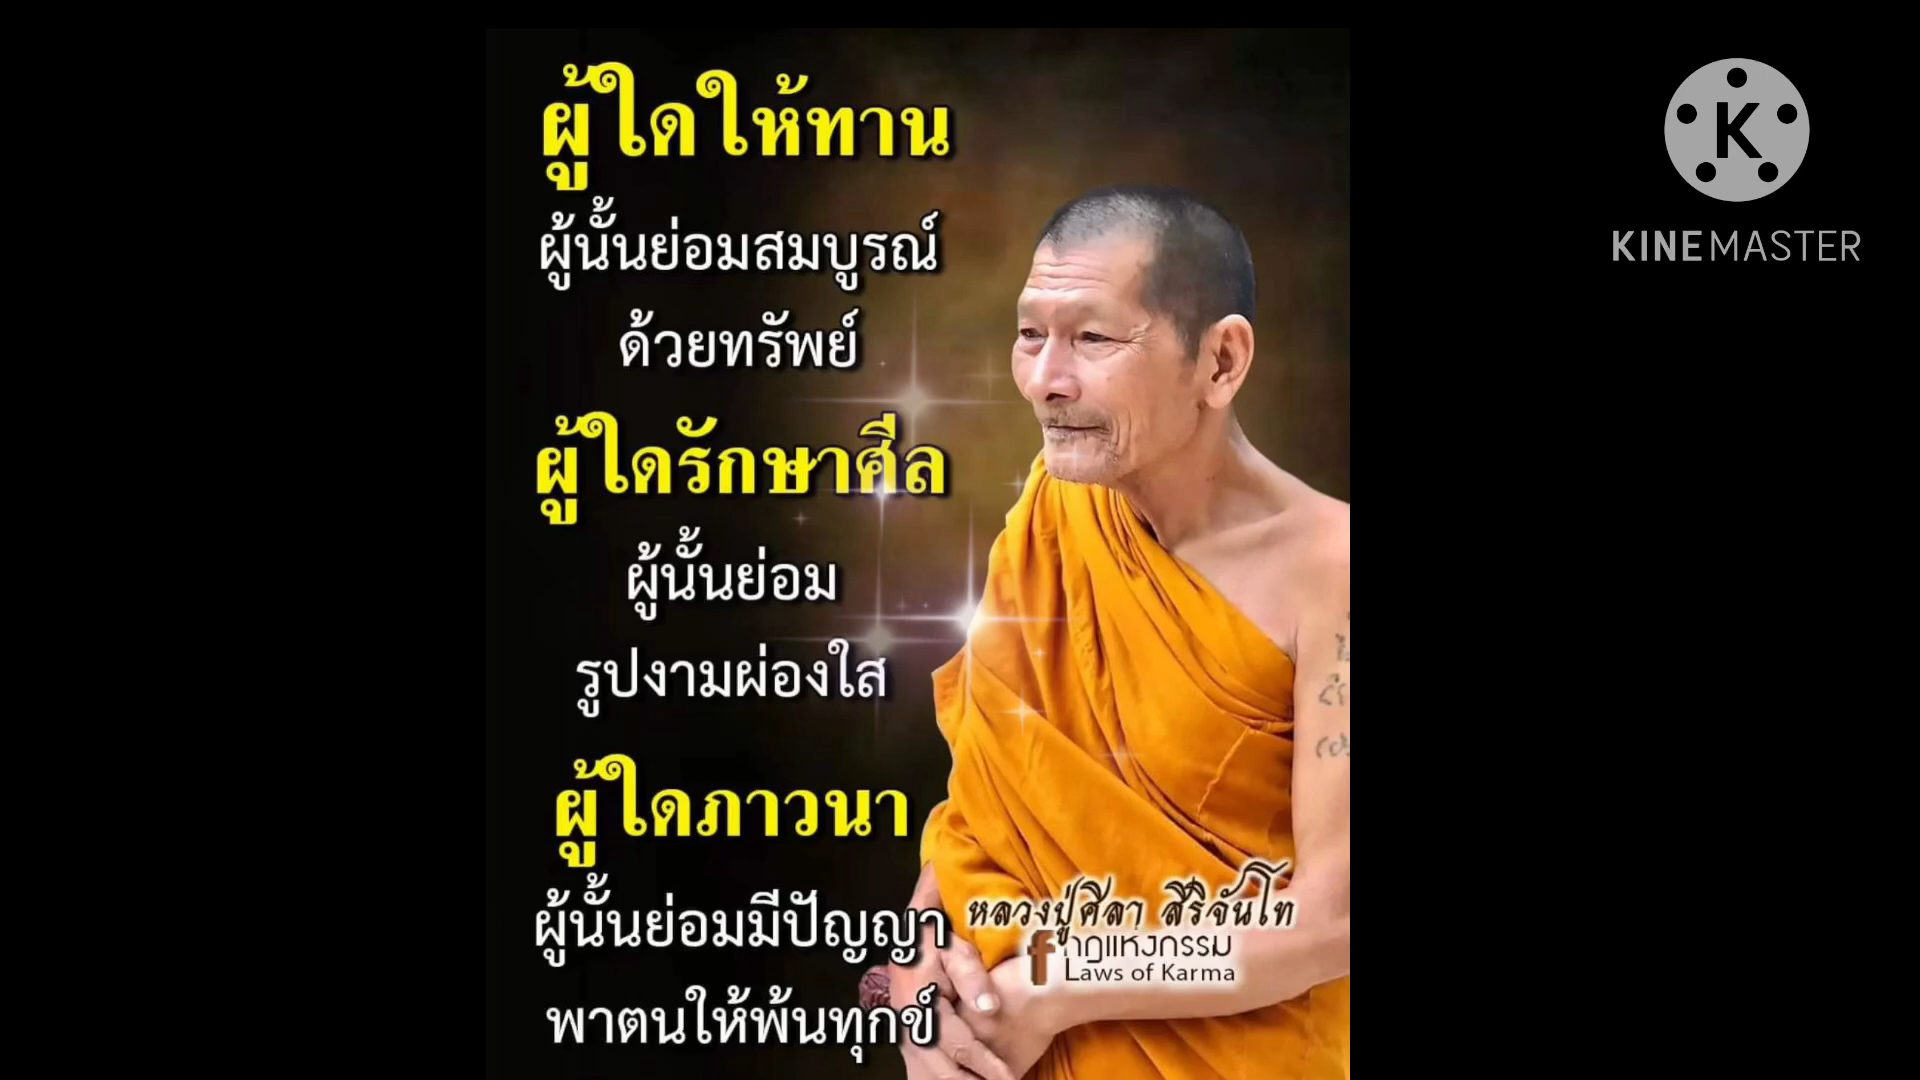 ผู้ใดให้ทาน
ผู้นั้นย่อมสมบูรณ์
ด้วยทรัพย์
ผู้ใดรักษาศีล
ผู้นั้นย่อม
รูปงามผ่องใส
ผู้ใดภาวนา
ผู้นั้นย่อมมีปัญญา
พาตนให้พ้นทุกข์
หลวงปู่ศิลา สิริจันโท
f กฎแห่งกรรม
Laws of Karma
K
KINEMASTER